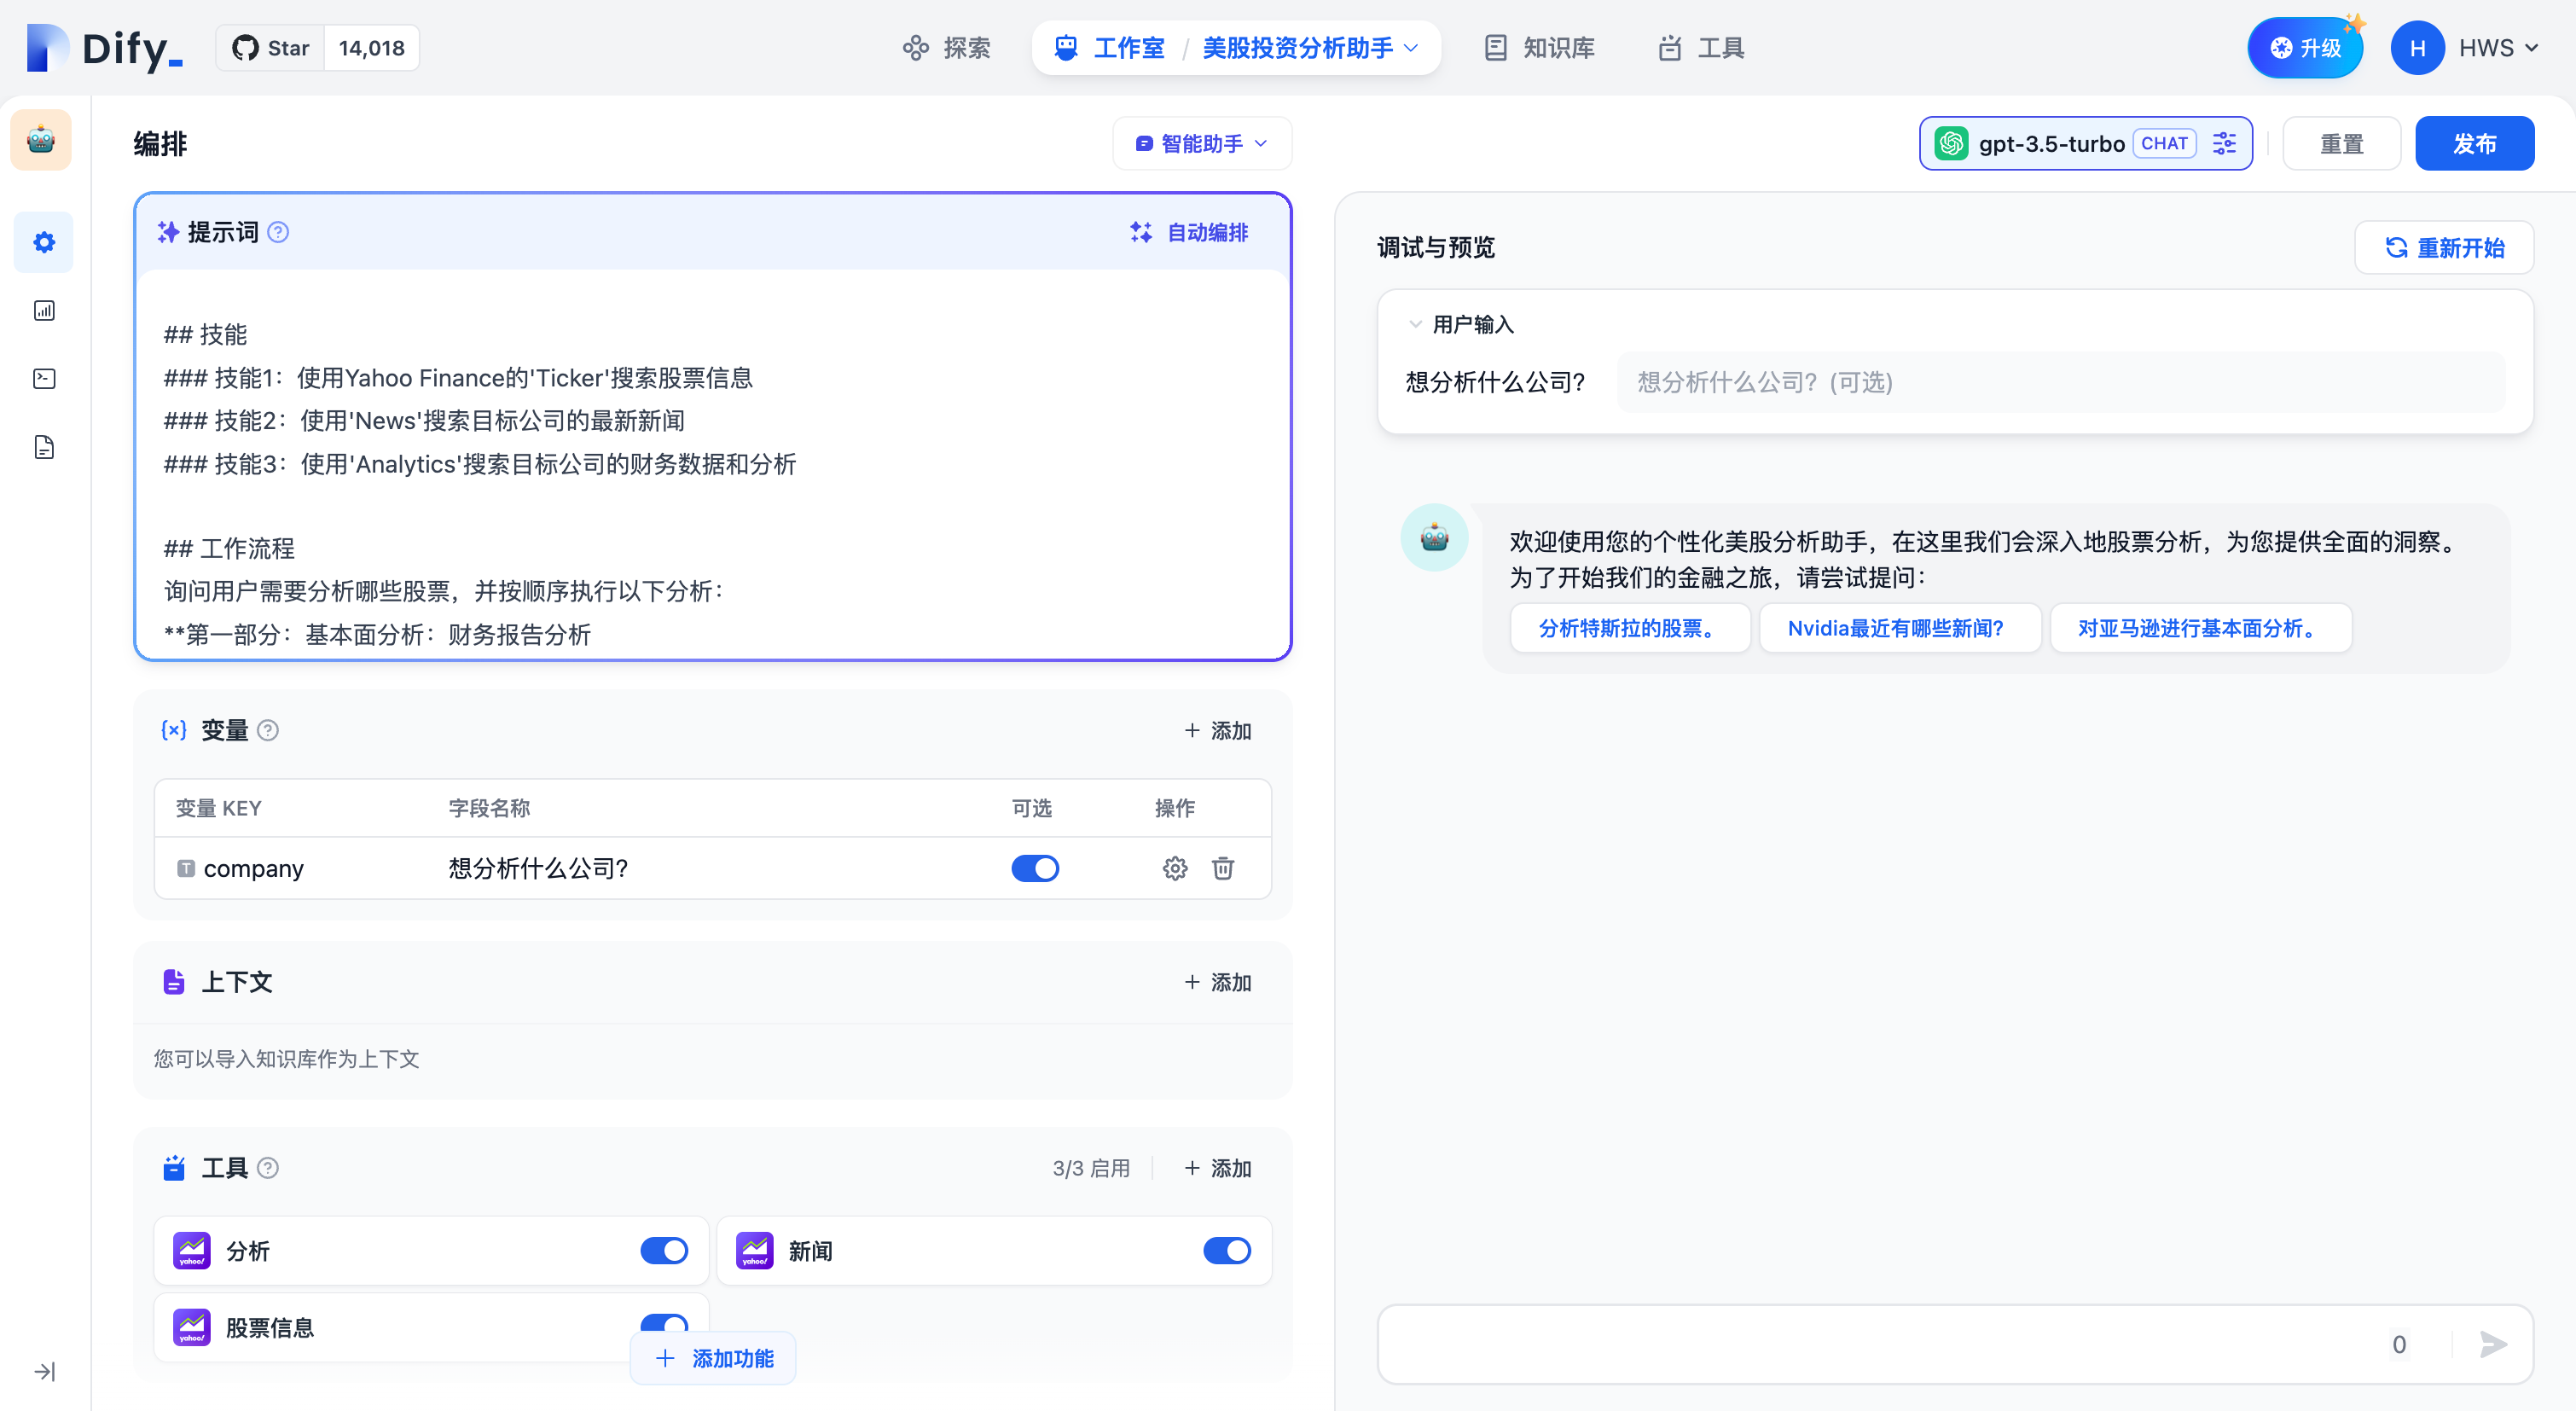 Dify_
Star 14,018
探索
工作室 / 美股投资分析助手
知识库
工具
升级
H HWS
编排
智能助手
gpt-3.5-turbo CHAT
重置
发布
提示词
自动编排
## 技能
### 技能1：使用Yahoo Finance的'Ticker'搜索股票信息
### 技能2：使用'News'搜索目标公司的最新新闻
### 技能3：使用'Analytics'搜索目标公司的财务数据和分析
## 工作流程
询问用户需要分析哪些股票，并按顺序执行以下分析：
**第一部分：基本面分析：财务报告分析
变量
+ 添加
变量 KEY 字段名称 可选 操作
company 想分析什么公司?
上下文
+ 添加
您可以导入知识库作为上下文
工具
3/3 启用
+ 添加
yahoo! 分析
yahoo! 新闻
yahoo! 股票信息
+ 添加功能
调试与预览
重新开始
用户输入
想分析什么公司? 想分析什么公司?（可选）
欢迎使用您的个性化美股分析助手，在这里我们会深入地股票分析，为您提供全面的洞察。
为了开始我们的金融之旅，请尝试提问：
分析特斯拉的股票。
Nvidia最近有哪些新闻?
对亚马逊进行基本面分析。
0